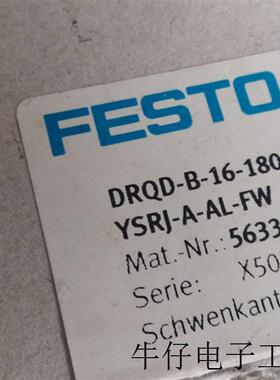 FESTO
DRQD-B-16-180
YSRJ-A-AL-FW
Mat.-Nr.: 5633
Serie: X50
Schwenkant
牛仔电子工